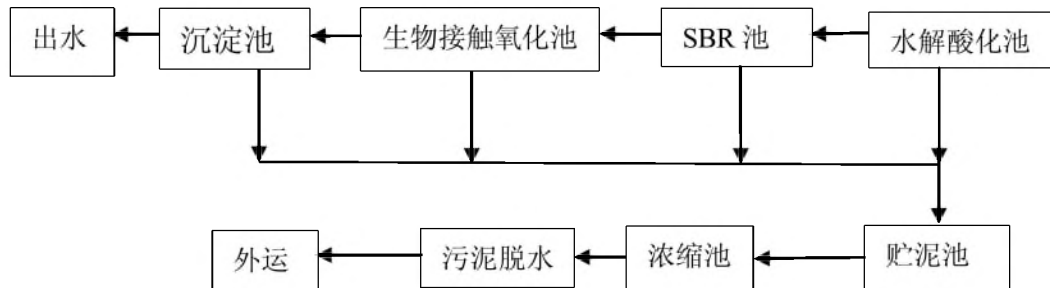 出水
沉淀池
生物接触氧化池
SBR 池
水解酸化池
外运
污泥脱水
浓缩池
贮泥池